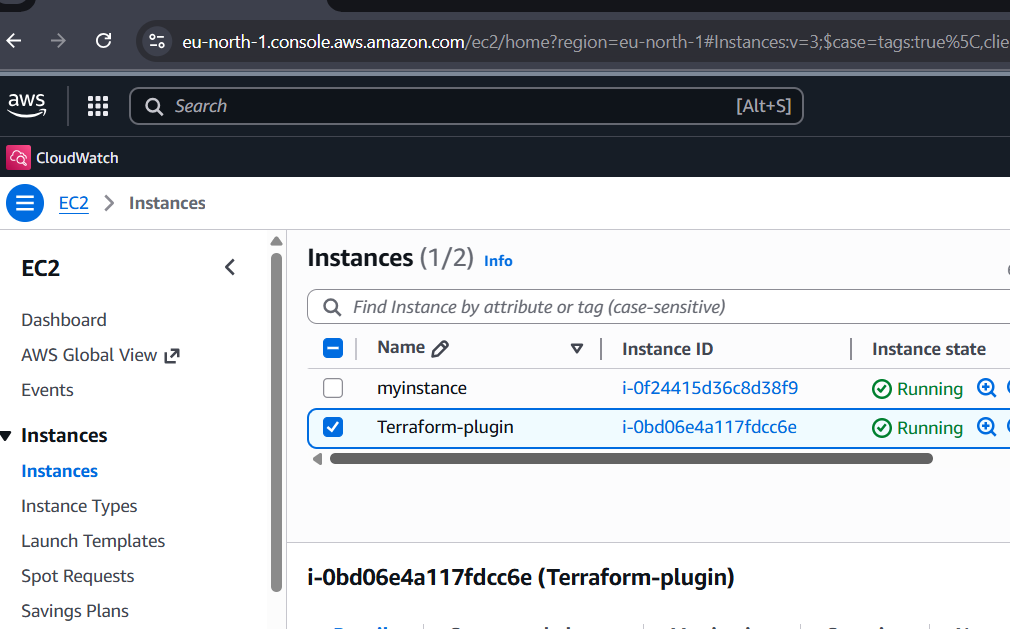 eu-north-1.console.aws.amazon.com/ec2/home?region=eu-north-1#Instances:v=3;$case=tags:true%5C,clie
aws
Search [Alt+S]
CloudWatch
EC2 Instances
EC2
Dashboard
AWS Global View
Events
Instances
Instances
Instance Types
Launch Templates
Spot Requests
Savings Plans
Instances (1/2) Info
Find Instance by attribute or tag (case-sensitive)
Name Instance ID Instance state
myinstance i-0f24415d36c8d38f9 Running
Terraform-plugin i-0bd06e4a117fdcc6e Running
i-0bd06e4a117fdcc6e (Terraform-plugin)